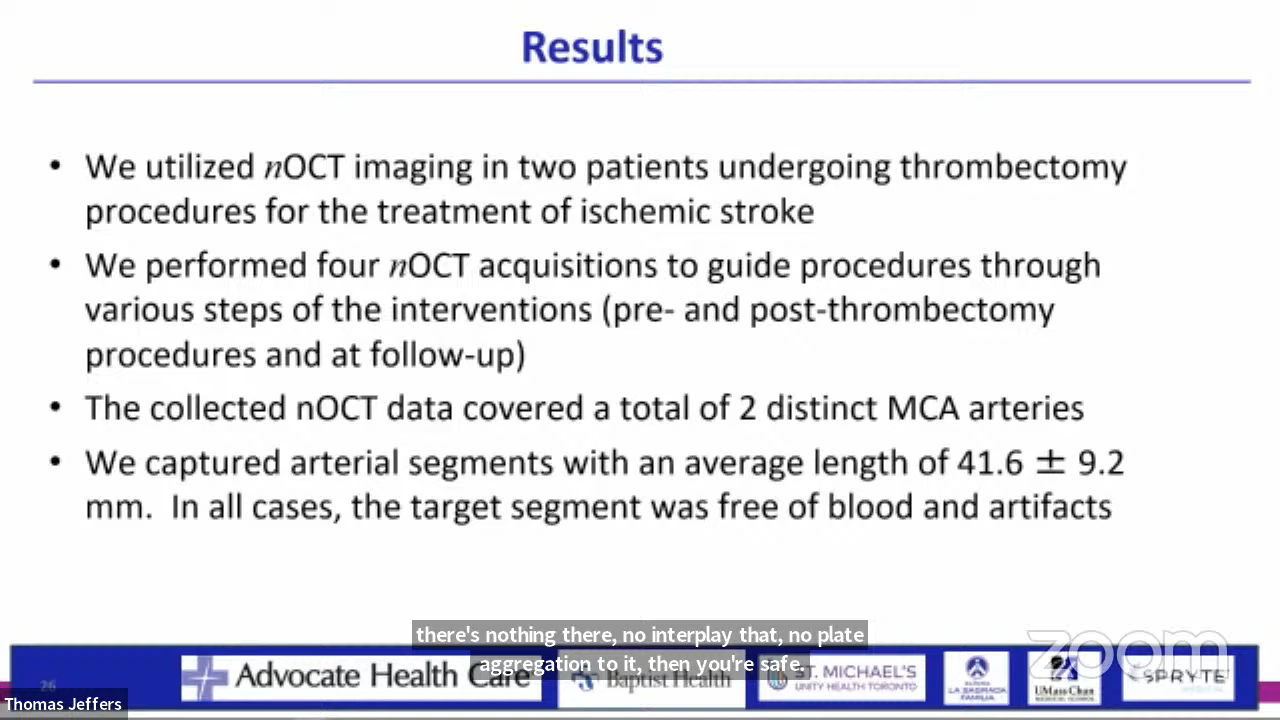 Results
• We utilized nOCT imaging in two patients undergoing thrombectomy
procedures for the treatment of ischemic stroke
• We performed four nOCT acquisitions to guide procedures through
various steps of the interventions (pre- and post-thrombectomy
procedures and at follow-up)
• The collected nOCT data covered a total of 2 distinct MCA arteries
• We captured arterial segments with an average length of 41.6 ± 9.2
mm. In all cases, the target segment was free of blood and artifacts
there's nothing there, no interplay that, no plate
aggregation to it, then you're safe.
zoom
26
Advocate Health Care
Baptist Health
ST. MICHAEL'S
UNITY HEALTH TORONTO
LA SAGRADA
FAMILIA
UMass Chan
MEDICAL SCHOOL
SPRYTE
Thomas Jeffers